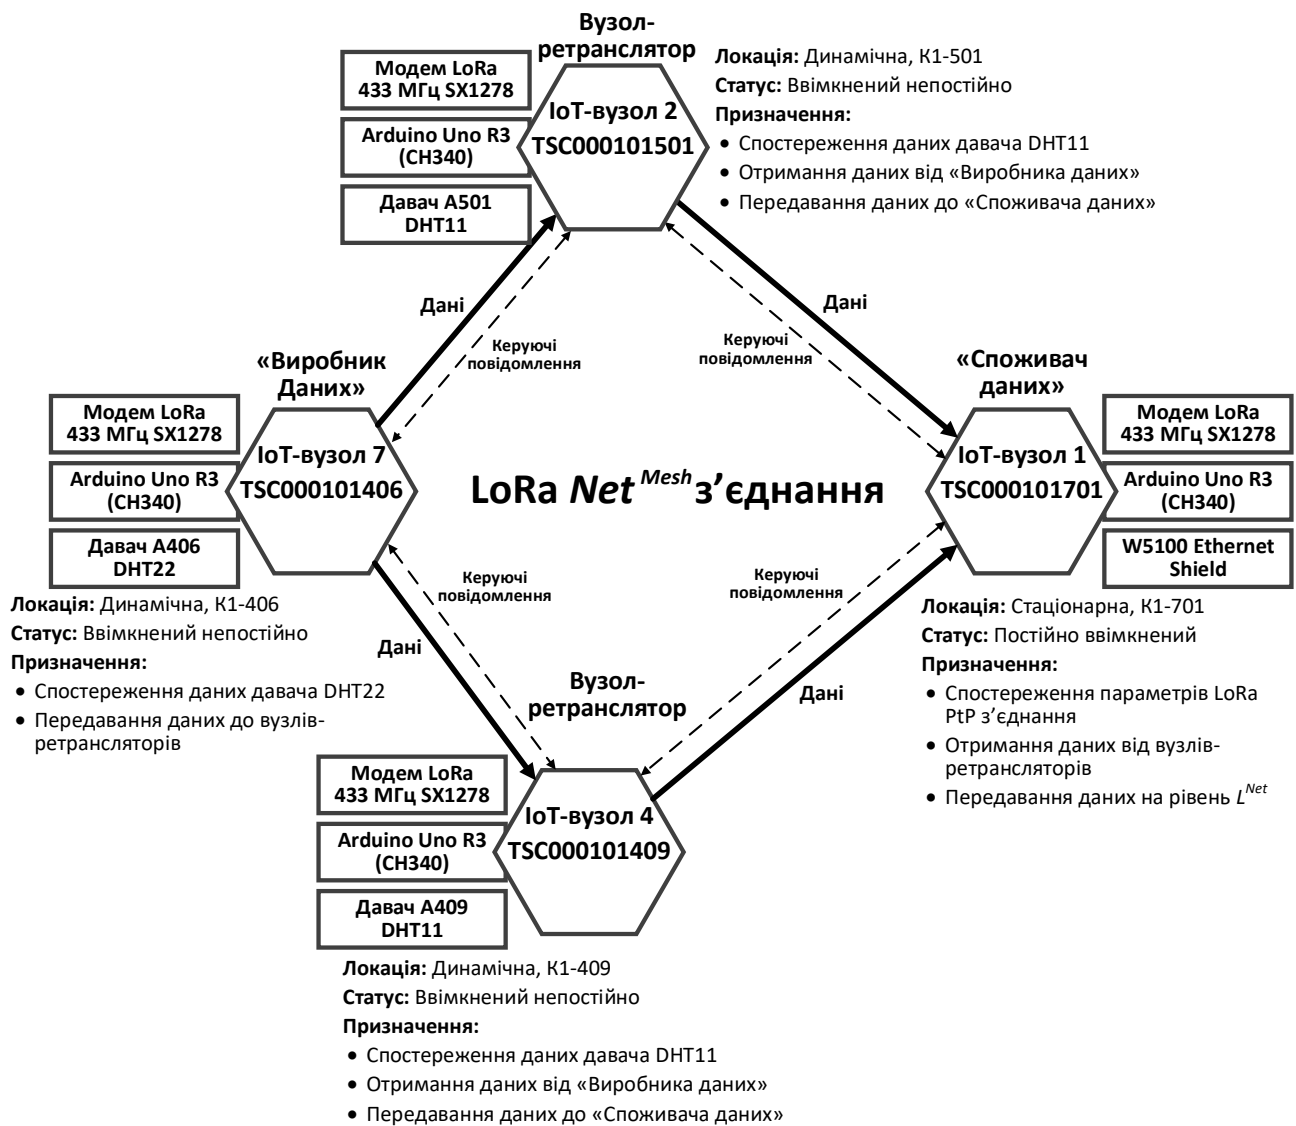 Вузол-
ретранслятор
Модем LoRa
433 МГц SX1278
Arduino Uno R3
(CH340)
Давач A501
DHT11
ІоТ-вузол 2
TSC000101501
Локація: Динамічна, К1-501
Статус: Ввімкнений непостійно
Призначення:
• Спостереження даних давача DHT11
• Отримання даних від «Виробника даних»
• Передавання даних до «Споживача даних»
Дані
Керуючі
повідомлення
Дані
Керуючі
повідомлення
«Виробник
Даних»
Модем LoRa
433 МГц SX1278
Arduino Uno R3
(CH340)
Давач A406
DHT22
ІоТ-вузол 7
TSC000101406
LoRa Net Mesh з’єднання
«Споживач
даних»
ІоТ-вузол 1
TSC000101701
Модем LoRa
433 МГц SX1278
Arduino Uno R3
(CH340)
W5100 Ethernet
Shield
Локація: Динамічна, К1-406
Статус: Ввімкнений непостійно
Призначення:
• Спостереження даних давача DHT22
• Передавання даних до вузлів-
ретрансляторів
Керуючі
повідомлення
Дані
Керуючі
повідомлення
Дані
Локація: Стаціонарна, К1-701
Статус: Постійно ввімкнений
Призначення:
• Спостереження параметрів LoRa
PtP з’єднання
• Отримання даних від вузлів-
ретрансляторів
• Передавання даних на рівень L Net
Вузол-
ретранслятор
Модем LoRa
433 МГц SX1278
Arduino Uno R3
(CH340)
Давач A409
DHT11
ІоТ-вузол 4
TSC000101409
Локація: Динамічна, К1-409
Статус: Ввімкнений непостійно
Призначення:
• Спостереження даних давача DHT11
• Отримання даних від «Виробника даних»
• Передавання даних до «Споживача даних»